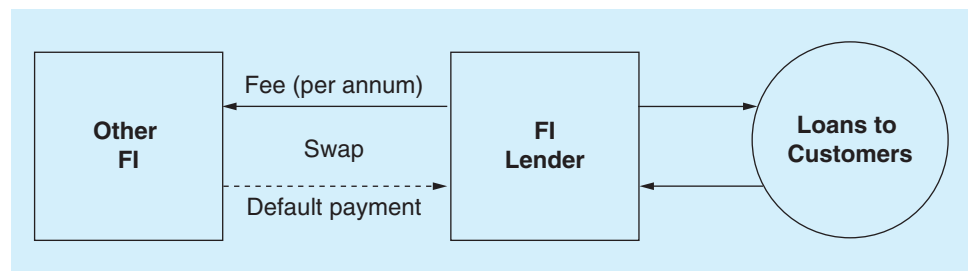 Other
FI
Fee (per annum)
Swap
Default payment
FI
Lender
Loans to
Customers